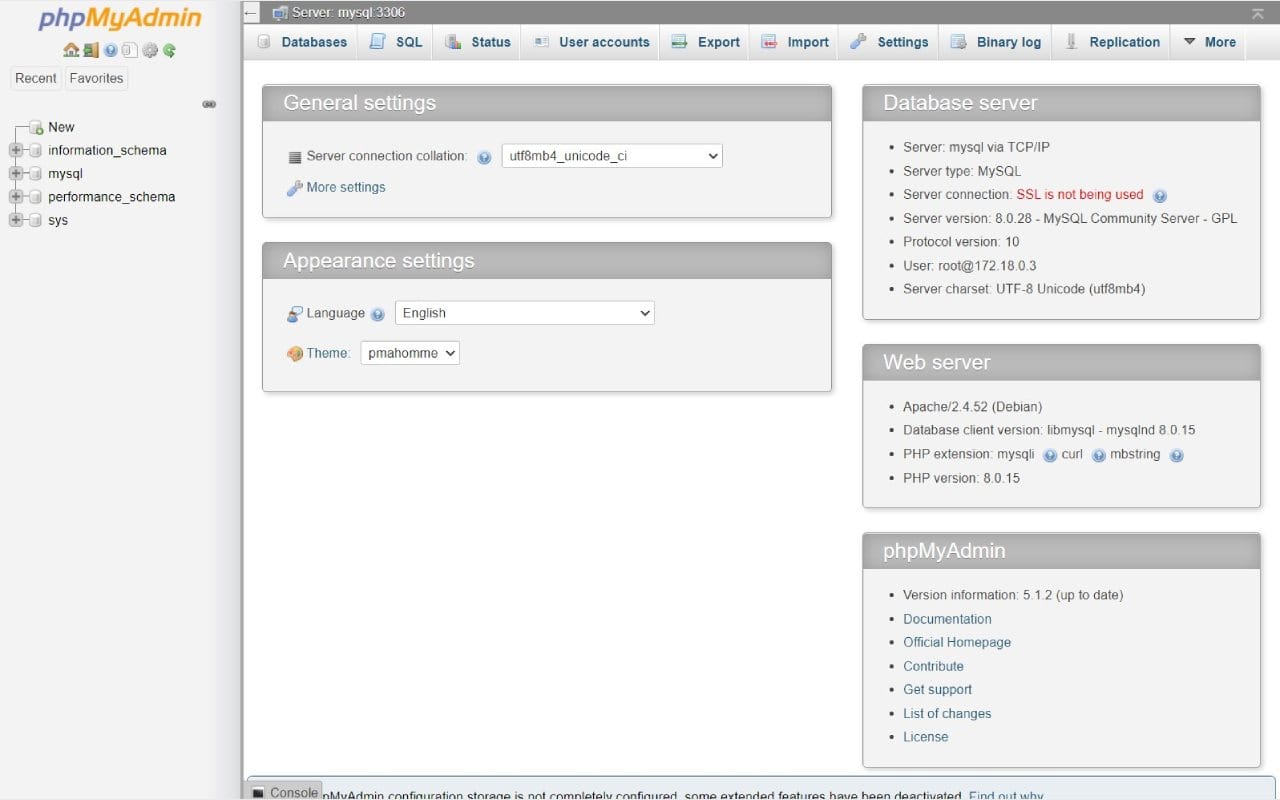 phpMyAdmin
Recent Favorites
New
information_schema
mysql
performance_schema
sys
Server: mysql:3306
Databases SQL Status User accounts Export Import Settings Binary log Replication More
General settings
Server connection collation: utf8mb4_unicode_ci
More settings
Appearance settings
Language English
Theme: pmahomme
Database server
Server: mysql via TCP/IP
Server type: MySQL
Server connection: SSL is not being used
Server version: 8.0.28 - MySQL Community Server - GPL
Protocol version: 10
User: root@172.18.0.3
Server charset: UTF-8 Unicode (utf8mb4)
Web server
Apache/2.4.52 (Debian)
Database client version: libmysql - mysqlnd 8.0.15
PHP extension: mysqli curl mbstring
PHP version: 8.0.15
phpMyAdmin
Version information: 5.1.2 (up to date)
Documentation
Official Homepage
Contribute
Get support
List of changes
License
Console
pMyAdmin configuration storage is not completely configured, some extended features have been deactivated. Find out why.